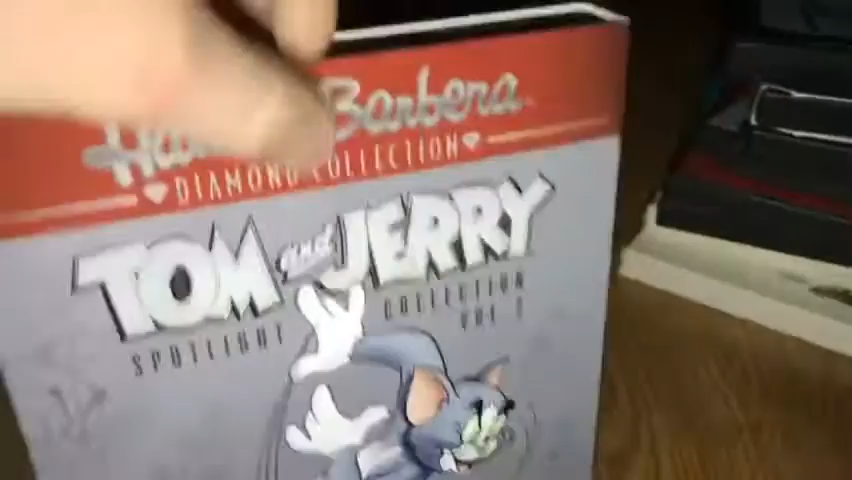 Barbera
DIAMOND COLLECTION
TOM and JERRY
SPOTLIGHT COLLECTION